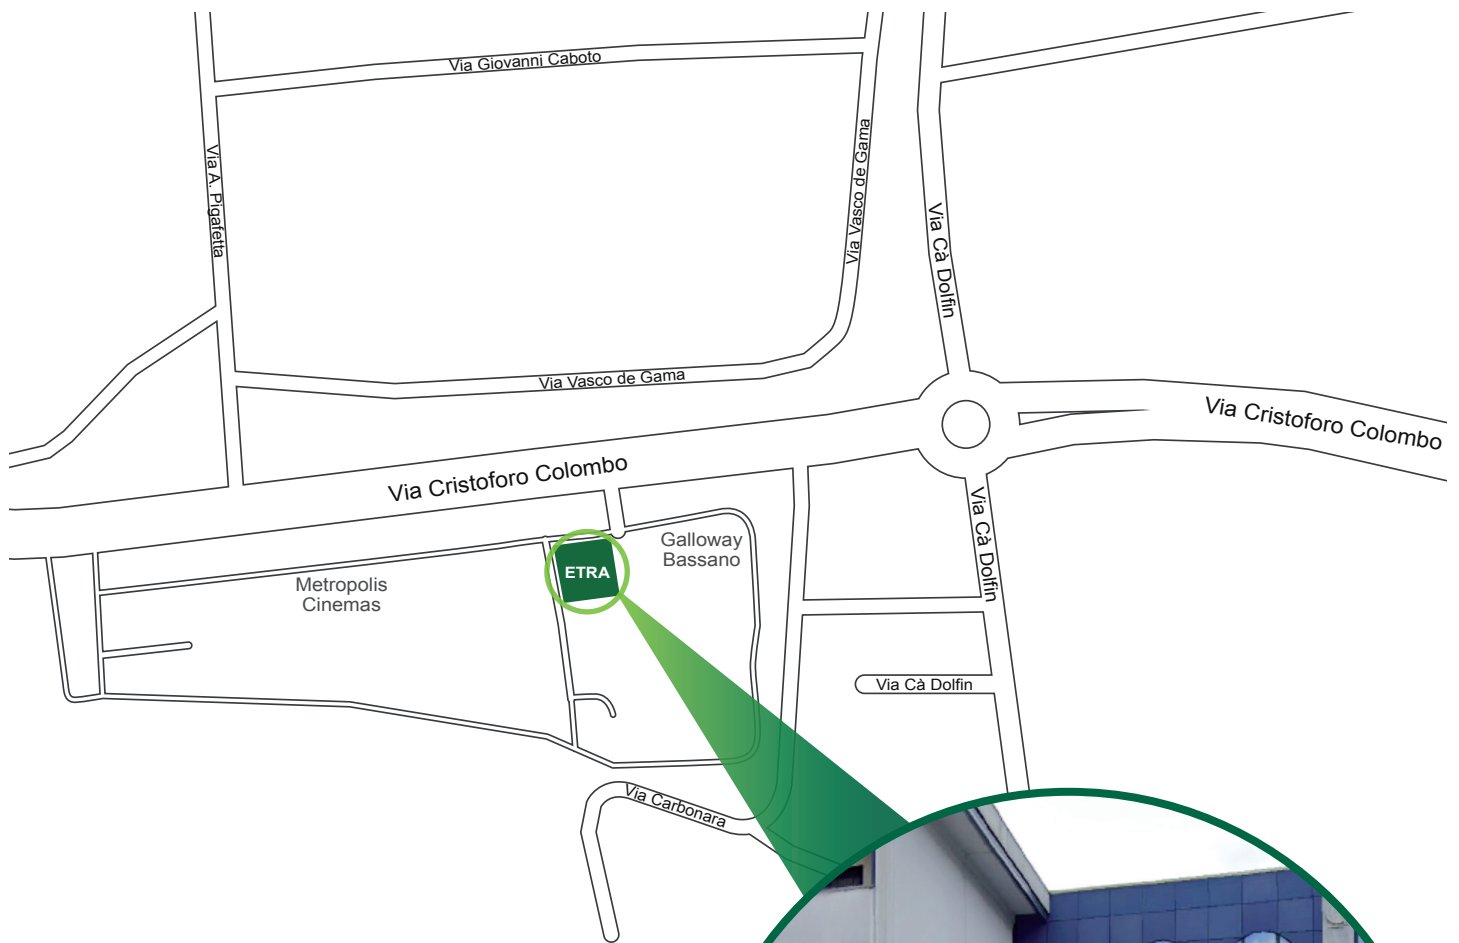 Via Giovanni Caboto
Via A. Pigafetta
Via Vasco de Gama
Via Cà Dolfin
Via Vasco de Gama
Via Cristoforo Colombo
Via Cristoforo Colombo
Via Cà Dolfin
Galloway
Bassano
ETRA
Metropolis
Cinemas
Via Cà Dolfin
Via Carbonara